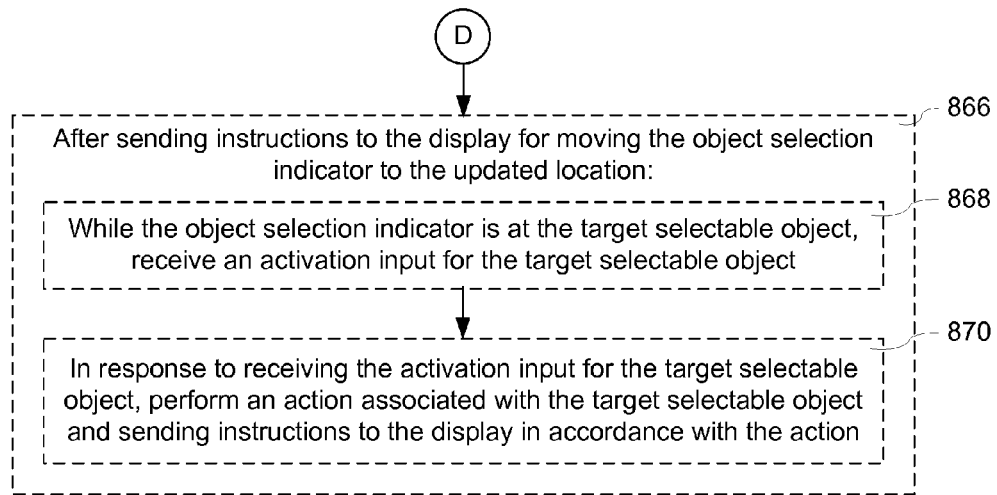 D
866
After sending instructions to the display for moving the object selection
indicator to the updated location:
868
While the object selection indicator is at the target selectable object,
receive an activation input for the target selectable object
870
In response to receiving the activation input for the target selectable
object, perform an action associated with the target selectable object
and sending instructions to the display in accordance with the action